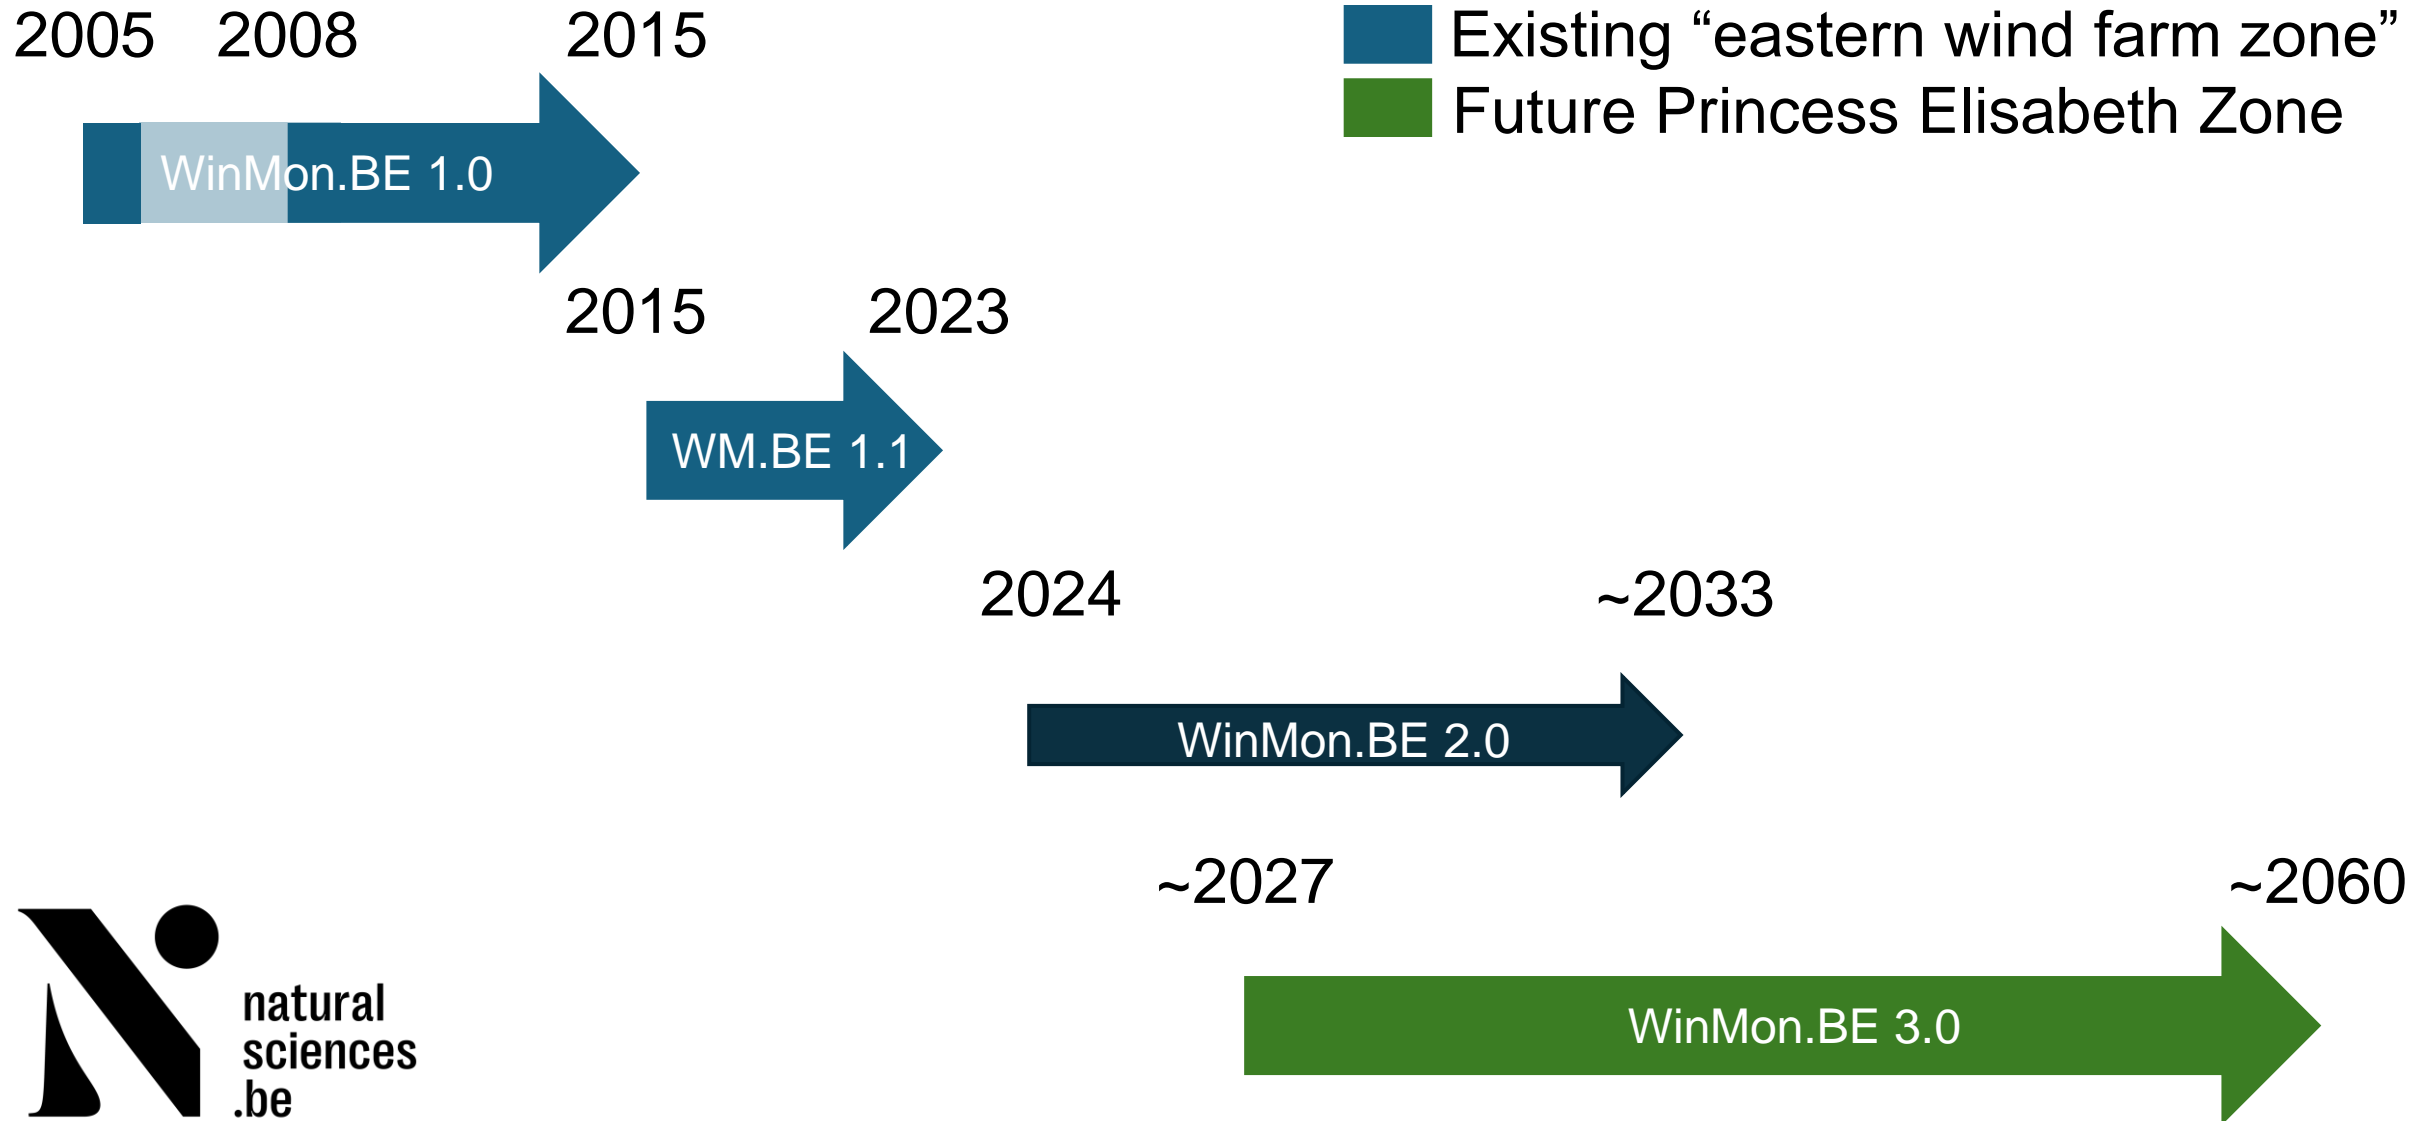 2005 2008 2015
Existing “eastern wind farm zone”
Future Princess Elisabeth Zone
WinMon.BE 1.0
2015 2023
WM.BE 1.1
2024 ~2033
WinMon.BE 2.0
~2027 ~2060
WinMon.BE 3.0
natural
sciences
.be